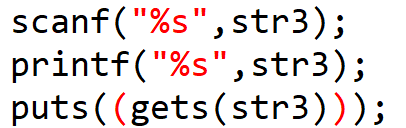 scanf("%s",str3);
printf("%s",str3);
puts((gets(str3)));